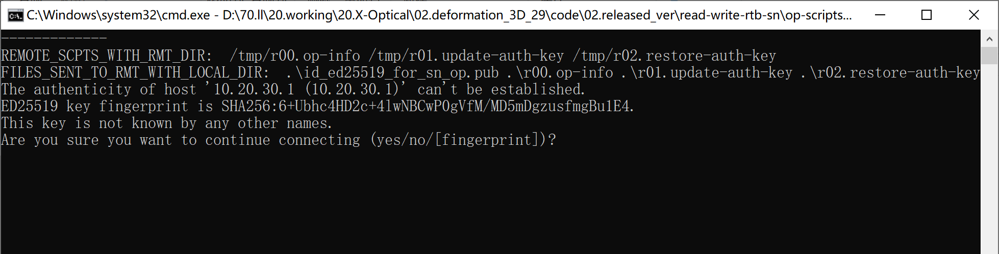 C:\Windows\system32\cmd.exe - D:\70.ll\20.working\20.X-Optical\02.deformation_3D_29\code\02.released_ver\read-write-rtb-sn\op-scripts...
-------------
REMOTE_SCPTS_WITH_RMT_DIR:  /tmp/r00.op-info /tmp/r01.update-auth-key /tmp/r02.restore-auth-key
FILES_SENT_TO_RMT_WITH_LOCAL_DIR:  .\id_ed25519_for_sn_op.pub .\r00.op-info .\r01.update-auth-key .\r02.restore-auth-key
The authenticity of host '10.20.30.1 (10.20.30.1)' can't be established.
ED25519 key fingerprint is SHA256:6+Ubhc4HD2c+4lwNBCwP0gVfM/MD5mDgzusfmgBu1E4.
This key is not known by any other names.
Are you sure you want to continue connecting (yes/no/[fingerprint])?